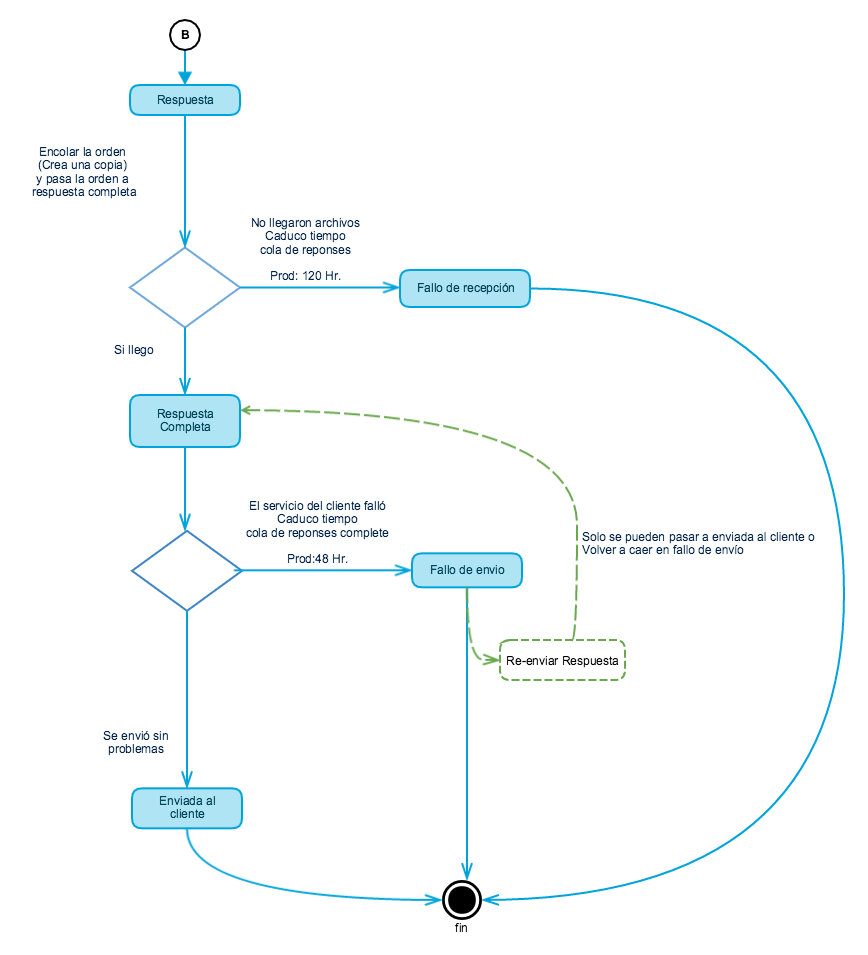 B
Respuesta
Encolar la orden
(Crea una copia)
y pasa la orden a
respuesta completa
No llegaron archivos
Caduco tiempo
cola de reponses
Prod: 120 Hr.
Fallo de recepción
Si llego
Respuesta
Completa
El servicio del cliente falló
Caduco tiempo
cola de reponses complete
Prod:48 Hr.
Solo se pueden pasar a enviada al cliente o
Volver a caer en fallo de envío
Fallo de envio
Re-enviar Respuesta
Se envió sin
problemas
Enviada al
cliente
fin